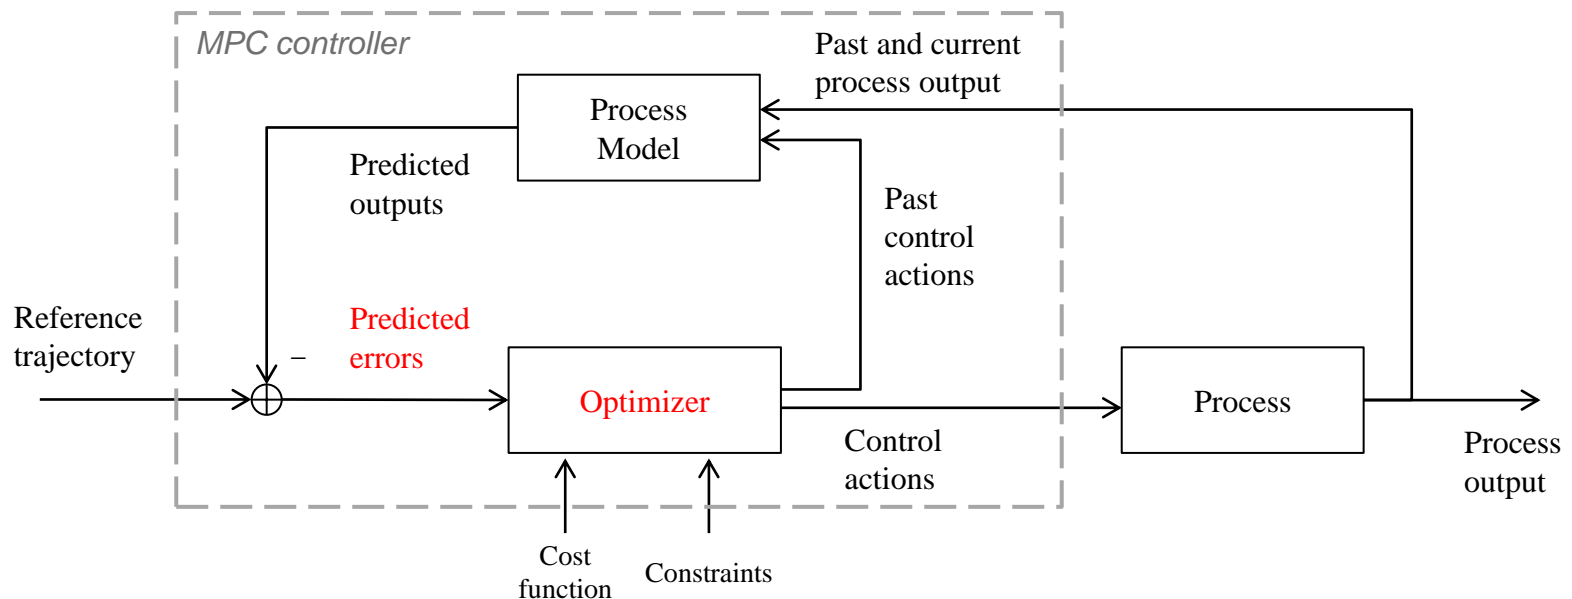 MPC controller
Past and current
process output
Process
Model
Predicted
outputs
Past
control
actions
Reference
trajectory
–
Predicted
errors
Optimizer
Process
Control
actions
Process
output
Cost
function
Constraints